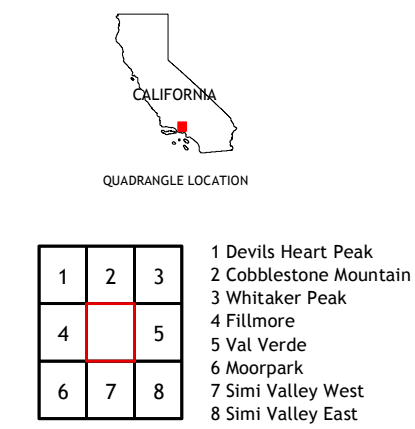 CALIFORNIA
QUADRANGLE LOCATION
1 2 3
4 5
6 7 8
1 Devils Heart Peak
2 Cobblestone Mountain
3 Whitaker Peak
4 Fillmore
5 Val Verde
6 Moorpark
7 Simi Valley West
8 Simi Valley East